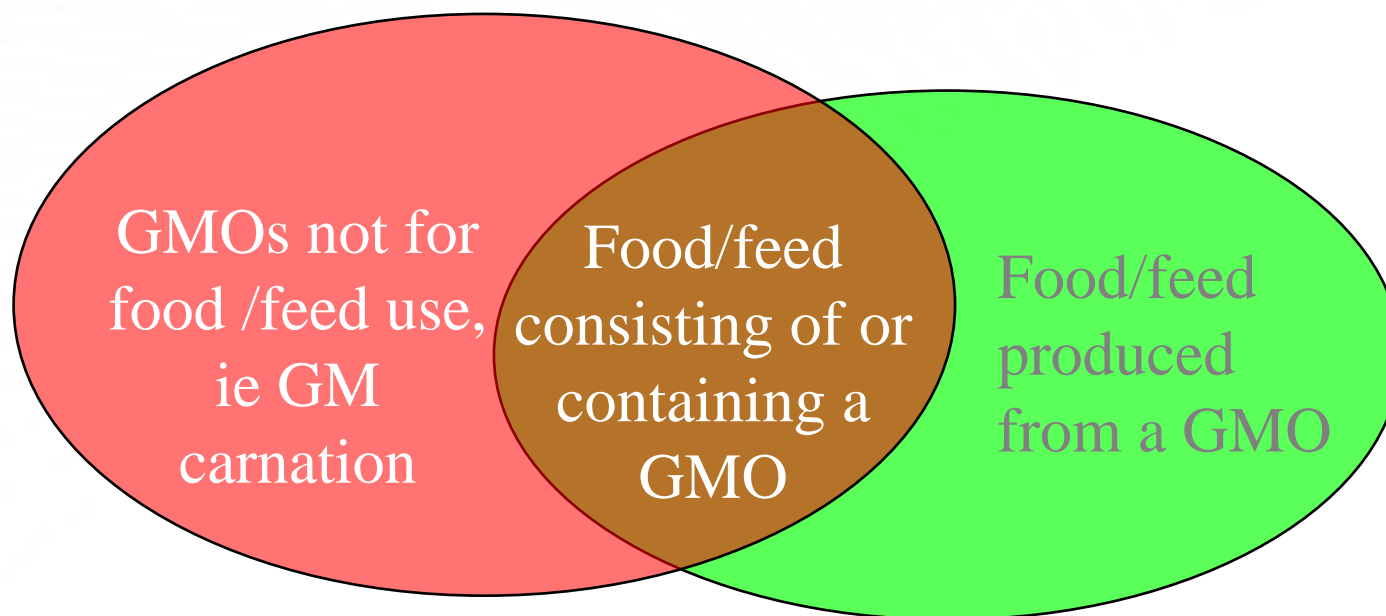 GMOs not for
food /feed use,
ie GM
carnation
Food/feed
consisting of or
containing a
GMO
Food/feed
produced
from a GMO